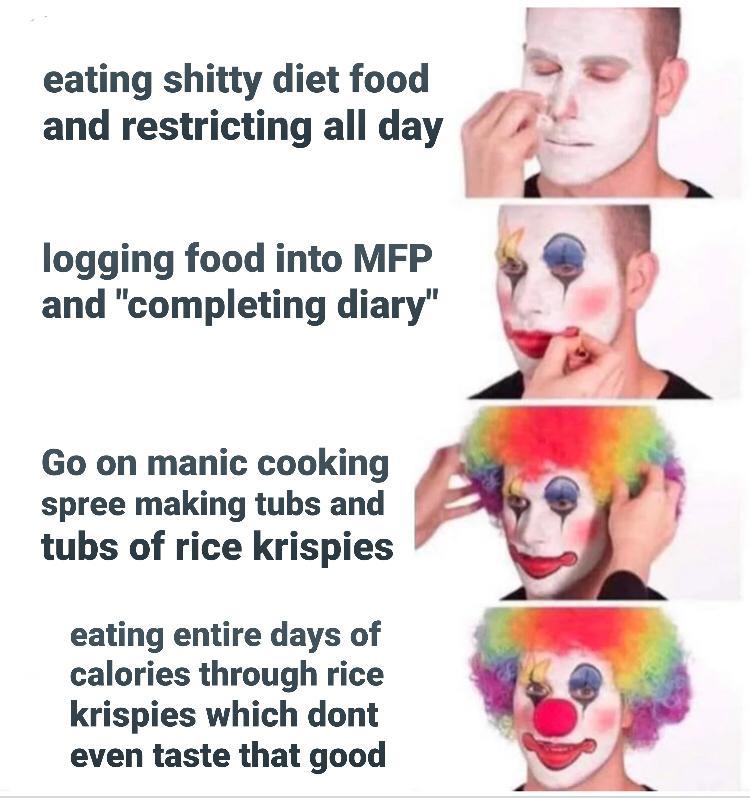 eating shitty diet food
and restricting all day
logging food into MFP
and "completing diary"
Go on manic cooking
spree making tubs and
tubs of rice krispies
eating entire days of
calories through rice
krispies which dont
even taste that good